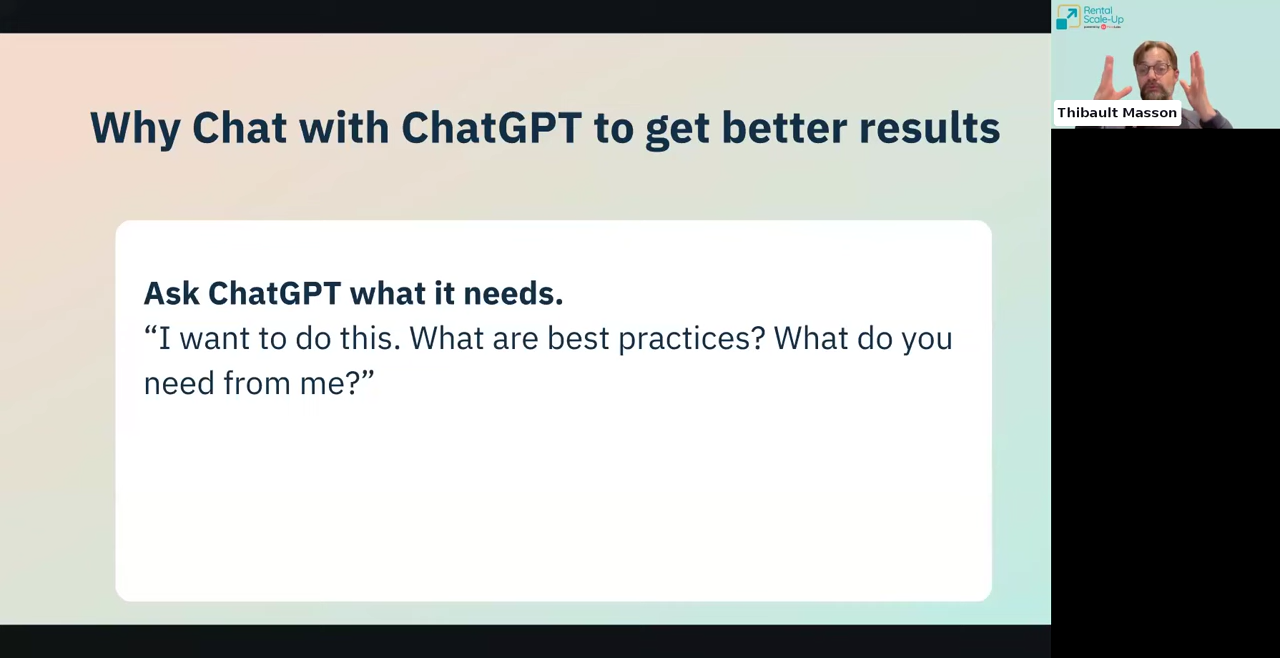 Why Chat with ChatGPT to get better results
Ask ChatGPT what it needs.
“I want to do this. What are best practices? What do you
need from me?”
Rental
Scale-Up
Thibault Masson